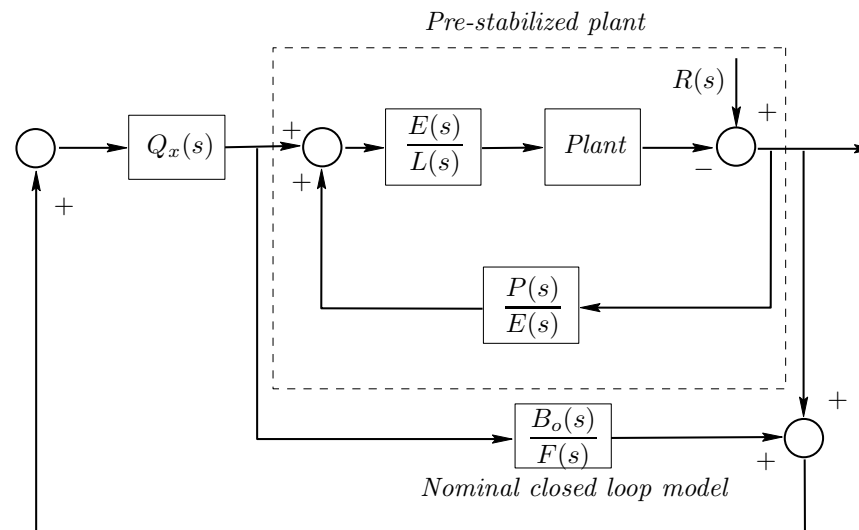 Pre-stabilized plant
R(s)
+
E(s)
L(s)
Plant
Q_x(s)
+
+
−
+
P(s)
E(s)
+
B_o(s)
F(s)
+
Nominal closed loop model